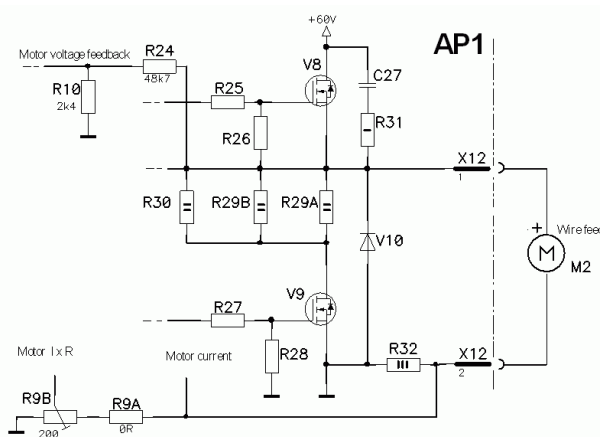 +60V
AP1
Motor voltage feedback
R24
48k7
V8
C27
R10
2k4
R25
R31
R26
X12
1
R30
R29B
R29A
V10
+
Wire feed
M
M2
V9
R27
R28
R32
X12
2
Motor I x R
Motor current
R9B
200
R9A
0R